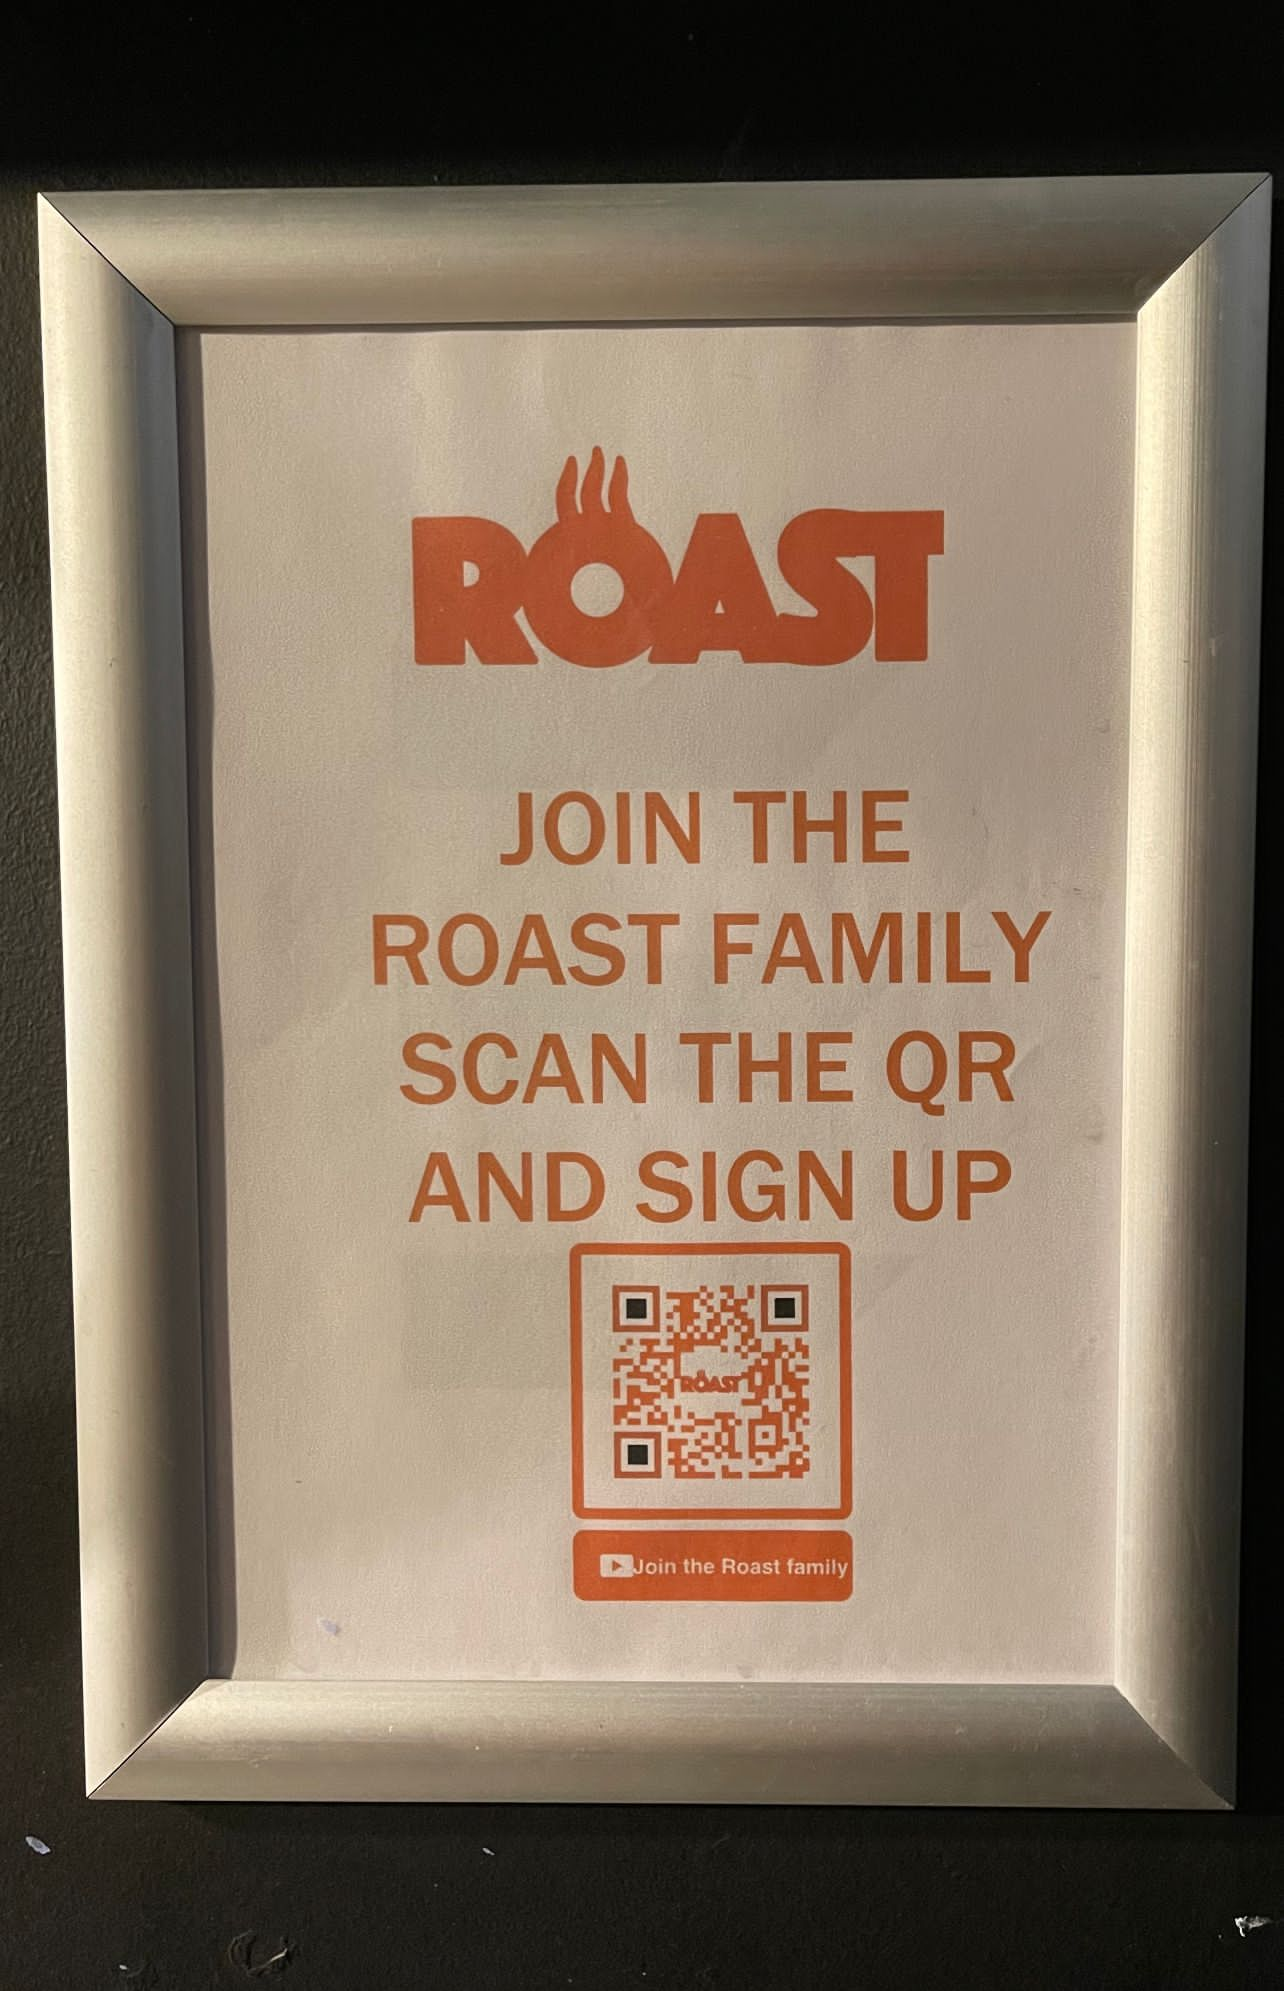 ROAST
JOIN THE
ROAST FAMILY
SCAN THE QR
AND SIGN UP
ROAST
Join the Roast family